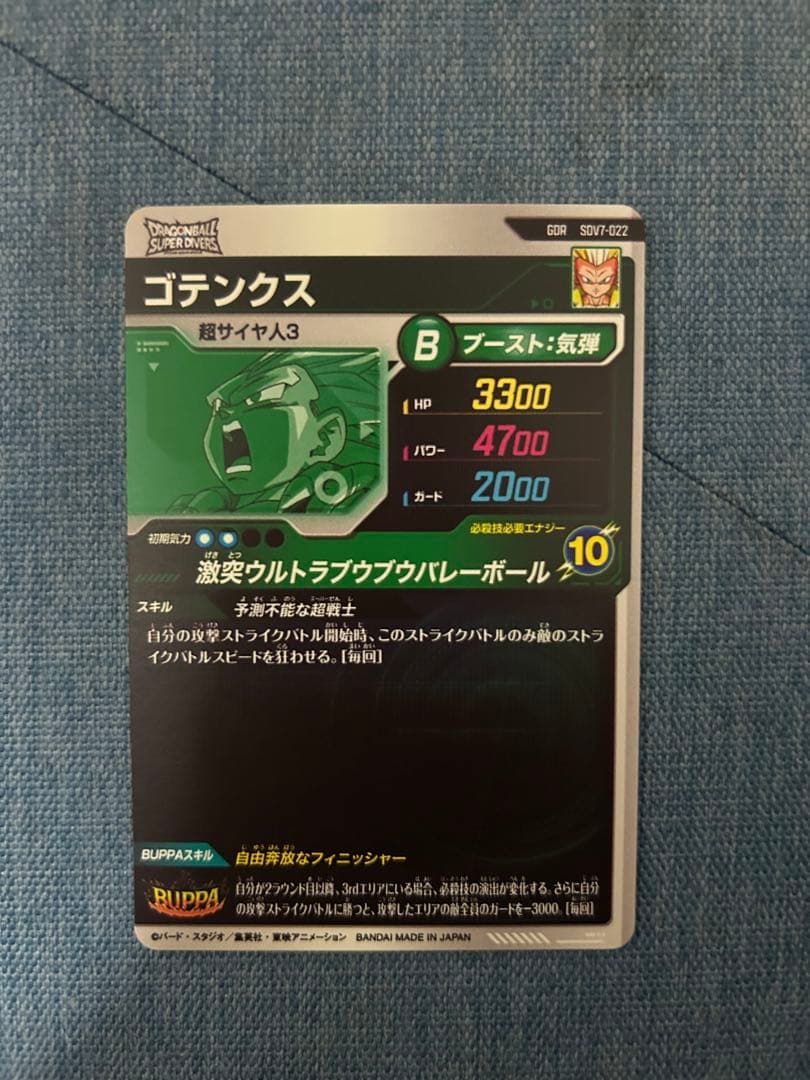 DRAGONBALL
SUPER DIVERS
GDR SDV7-022
ゴテンクス
超サイヤ人3
B ブースト:気弾
HP 3300
パワー 4700
ガード 2000
初期気力
必殺技必要エナジー
10
激突ウルトラブウブウバレーボール
スキル 予測不能な超戦士
自分の攻撃ストライクバトル開始時、このストライクバトルのみ敵のストラ
イクバトルスピードを狂わせる。[毎回]
BUPPAスキル 自由奔放なフィニッシャー
BUPPA
自分が2ラウンド目以降、3rdエリアにいる場合、必殺技の演出が変化する。さらに自分
の攻撃ストライクバトルに勝つと、攻撃したエリアの敵全員のガードを-3000。[毎回]
©バード・スタジオ/集英社・東映アニメーション BANDAI MADE IN JAPAN